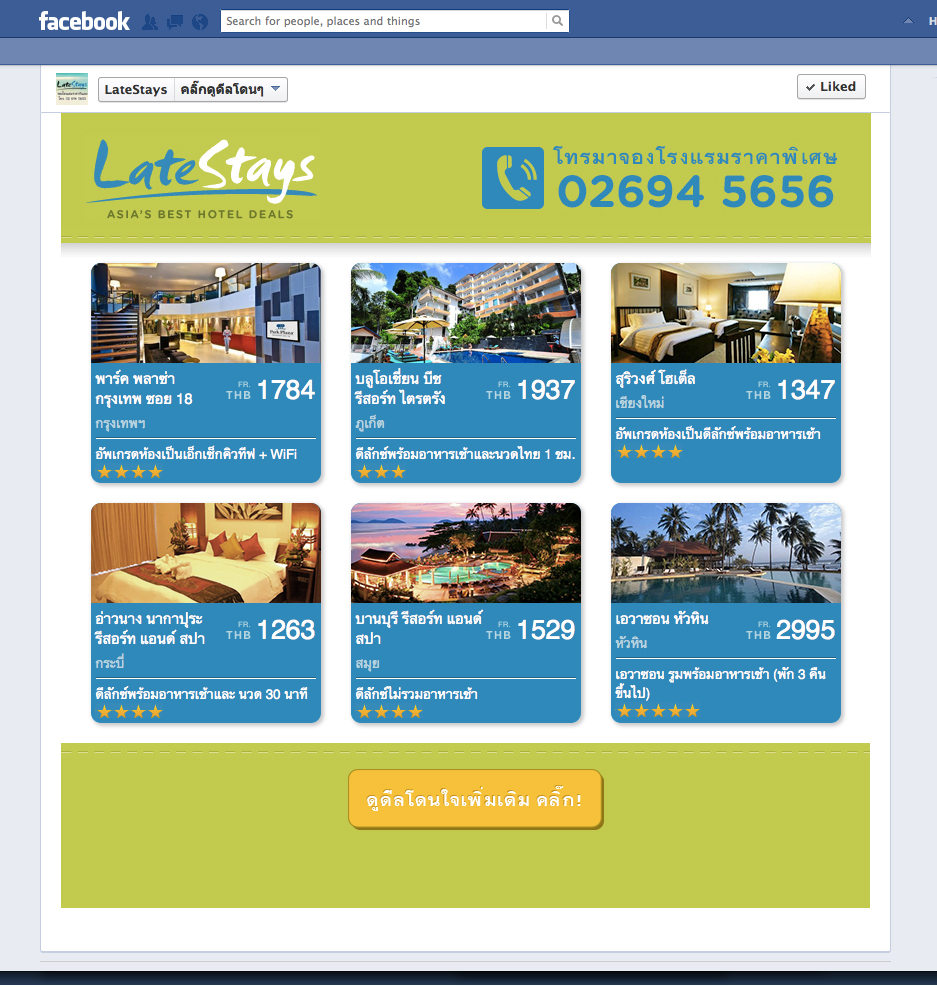 facebook
Search for people, places and things
H
LateStays
คลิ๊กดูดีลโดนๆ
Liked
LateStays
ASIA'S BEST HOTEL DEALS
โทรมาจองโรงแรมราคาพิเศษ
02694 5656
Park Plaza
พาร์ค พลาซ่า
กรุงเทพ ซอย 18
FR.
THB 1784
กรุงเทพฯ
อัพเกรดห้องเป็นเอ็กเซ็กคิวทีฟ + WiFi
บลูโอเชี่ยน บีช
รีสอร์ท ไตรตรัง
FR.
THB 1937
ภูเก็ต
ดีลักซ์พร้อมอาหารเช้าและนวดไทย 1 ชม.
สุริวงศ์ โฮเต็ล
FR.
THB 1347
เชียงใหม่
อัพเกรดห้องเป็นดีลักซ์พร้อมอาหารเช้า
อ่าวนาง นากาปุระ
รีสอร์ท แอนด์ สปา
FR.
THB 1263
กระบี่
ดีลักซ์พร้อมอาหารเช้าและ นวด 30 นาที
บานบุรี รีสอร์ท แอนด์
สปา
FR.
THB 1529
สมุย
ดีลักซ์ไม่รวมอาหารเช้า
เอวาซอน หัวหิน
FR.
THB 2995
หัวหิน
เอวาซอน รูมพร้อมอาหารเช้า (พัก 3 คืน
ขึ้นไป)
ดูดีลโดนใจเพิ่มเติม คลิ๊ก!